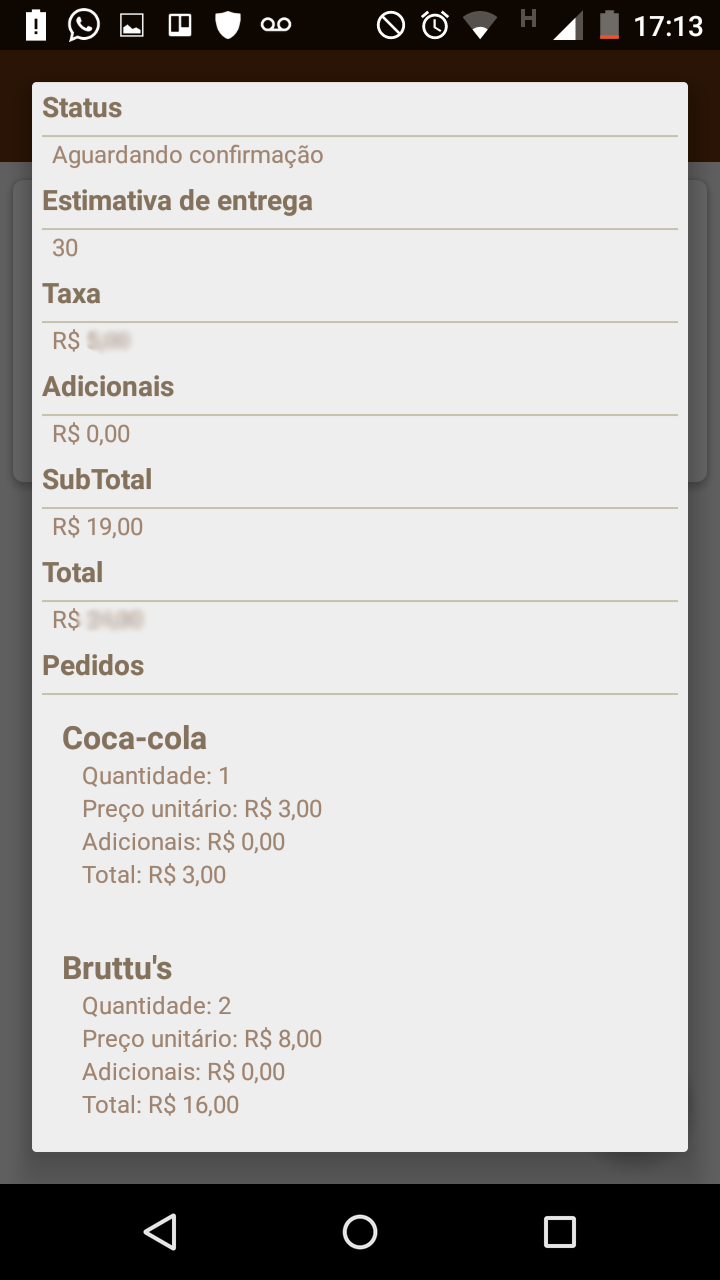 H 17:13
Status
Aguardando confirmação
Estimativa de entrega
30
Taxa
R$
Adicionais
R$ 0,00
SubTotal
R$ 19,00
Total
R$
Pedidos
Coca-cola
Quantidade: 1
Preço unitário: R$ 3,00
Adicionais: R$ 0,00
Total: R$ 3,00
Bruttu's
Quantidade: 2
Preço unitário: R$ 8,00
Adicionais: R$ 0,00
Total: R$ 16,00